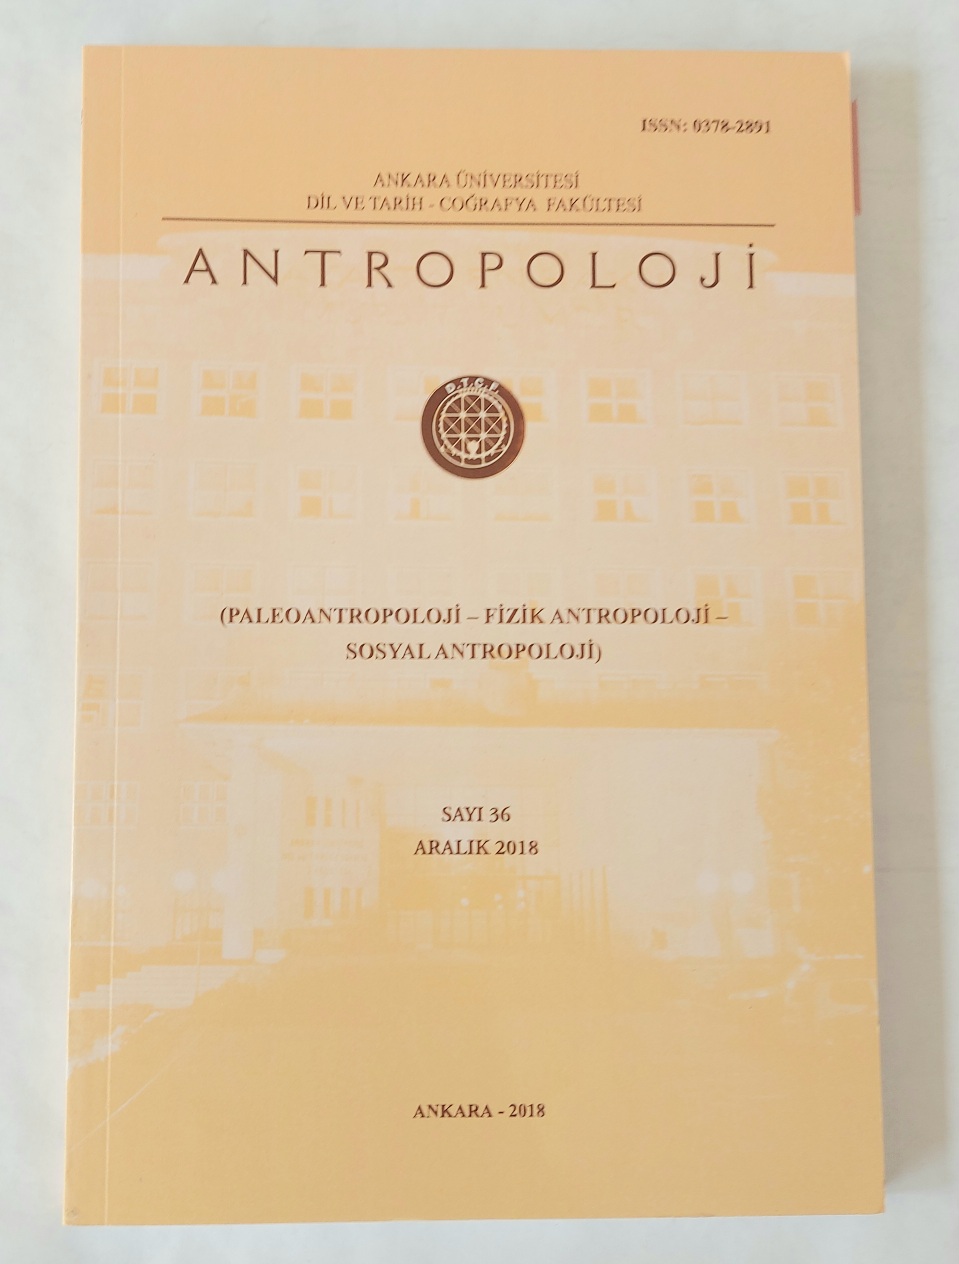 ISSN: 0378-2891
ANKARA ÜNİVERSİTESİ
DİL VE TARİH - COĞRAFYA FAKÜLTESİ
ANTROPOLOJİ
D.T.C.F.
(PALEOANTROPOLOJİ – FİZİK ANTROPOLOJİ –
SOSYAL ANTROPOLOJİ)
SAYI 36
ARALIK 2018
ANKARA - 2018